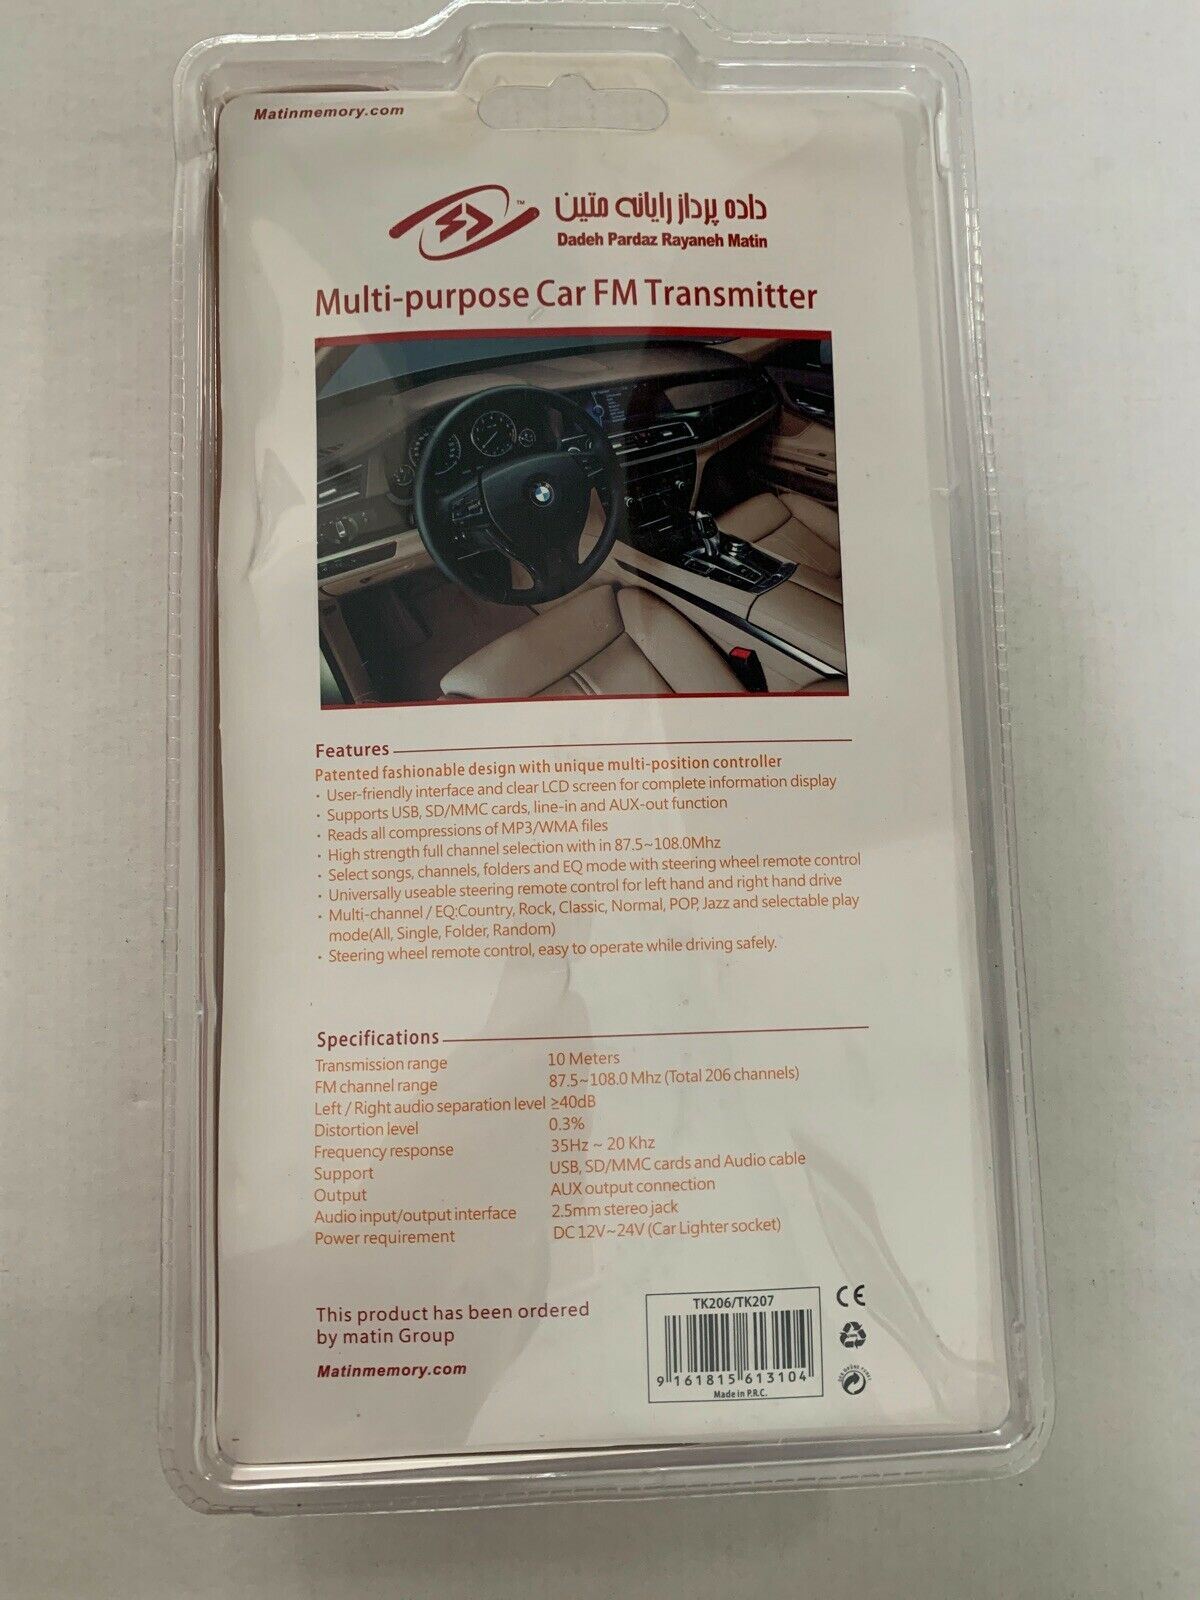 Matinmemory.com
داده پرداز رایانه متین
TM
Dadeh Pardaz Rayaneh Matin
Multi-purpose Car FM Transmitter
Features
Patented fashionable design with unique multi-position controller
· User-friendly interface and clear LCD screen for complete information display
· Supports USB, SD/MMC cards, line-in and AUX-out function
· Reads all compressions of MP3/WMA files
· High strength full channel selection with in 87.5~108.0Mhz
· Select songs, channels, folders and EQ mode with steering wheel remote control
· Universally useable steering remote control for left hand and right hand drive
· Multi-channel / EQ:Country, Rock, Classic, Normal, POP, Jazz and selectable play
mode(All, Single, Folder, Random)
· Steering wheel remote control, easy to operate while driving safely.
Specifications
Transmission range 10 Meters
FM channel range 87.5~108.0 Mhz (Total 206 channels)
Left / Right audio separation level ≥40dB
Distortion level 0.3%
Frequency response 35Hz ~ 20 Khz
Support USB, SD/MMC cards and Audio cable
Output AUX output connection
Audio input/output interface 2.5mm stereo jack
Power requirement DC 12V~24V (Car Lighter socket)
This product has been ordered
by matin Group
Matinmemory.com
TK206/TK207
9 161815 613104
Made in P.R.C.
CE